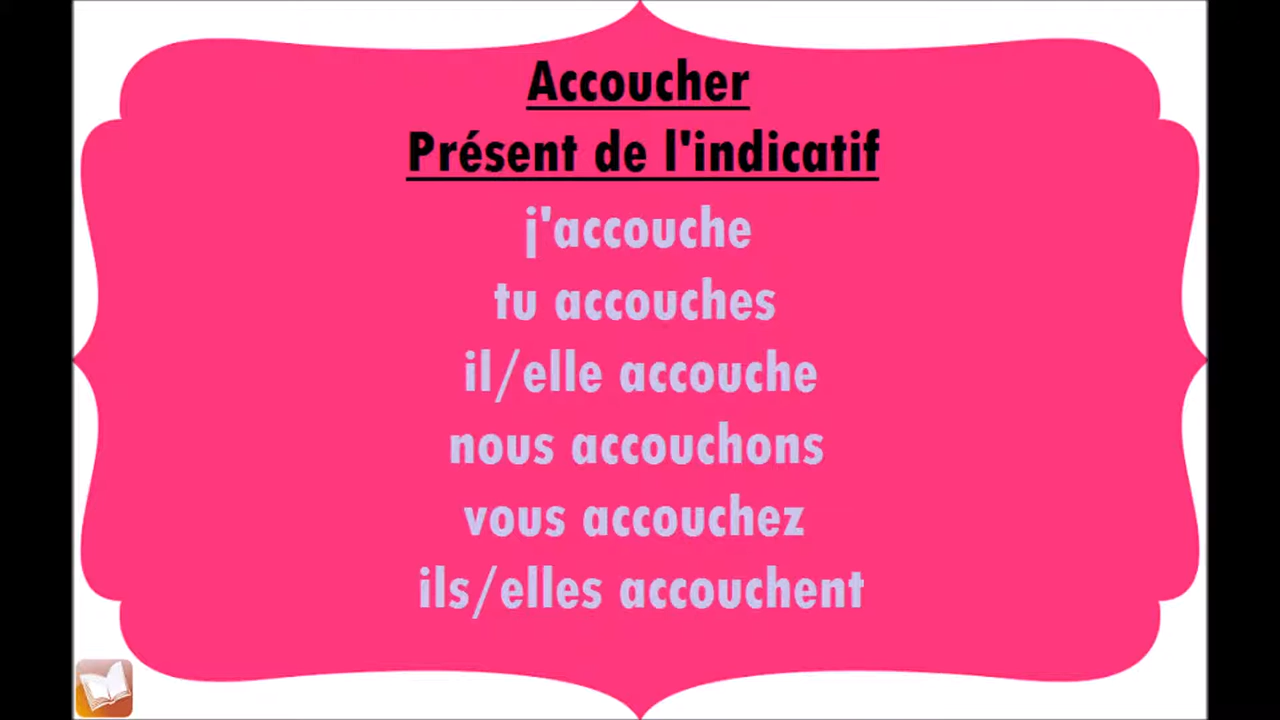 Accoucher
Présent de l'indicatif
j'accouche
tu accouches
il/elle accouche
nous accouchons
vous accouchez
ils/elles accouchent